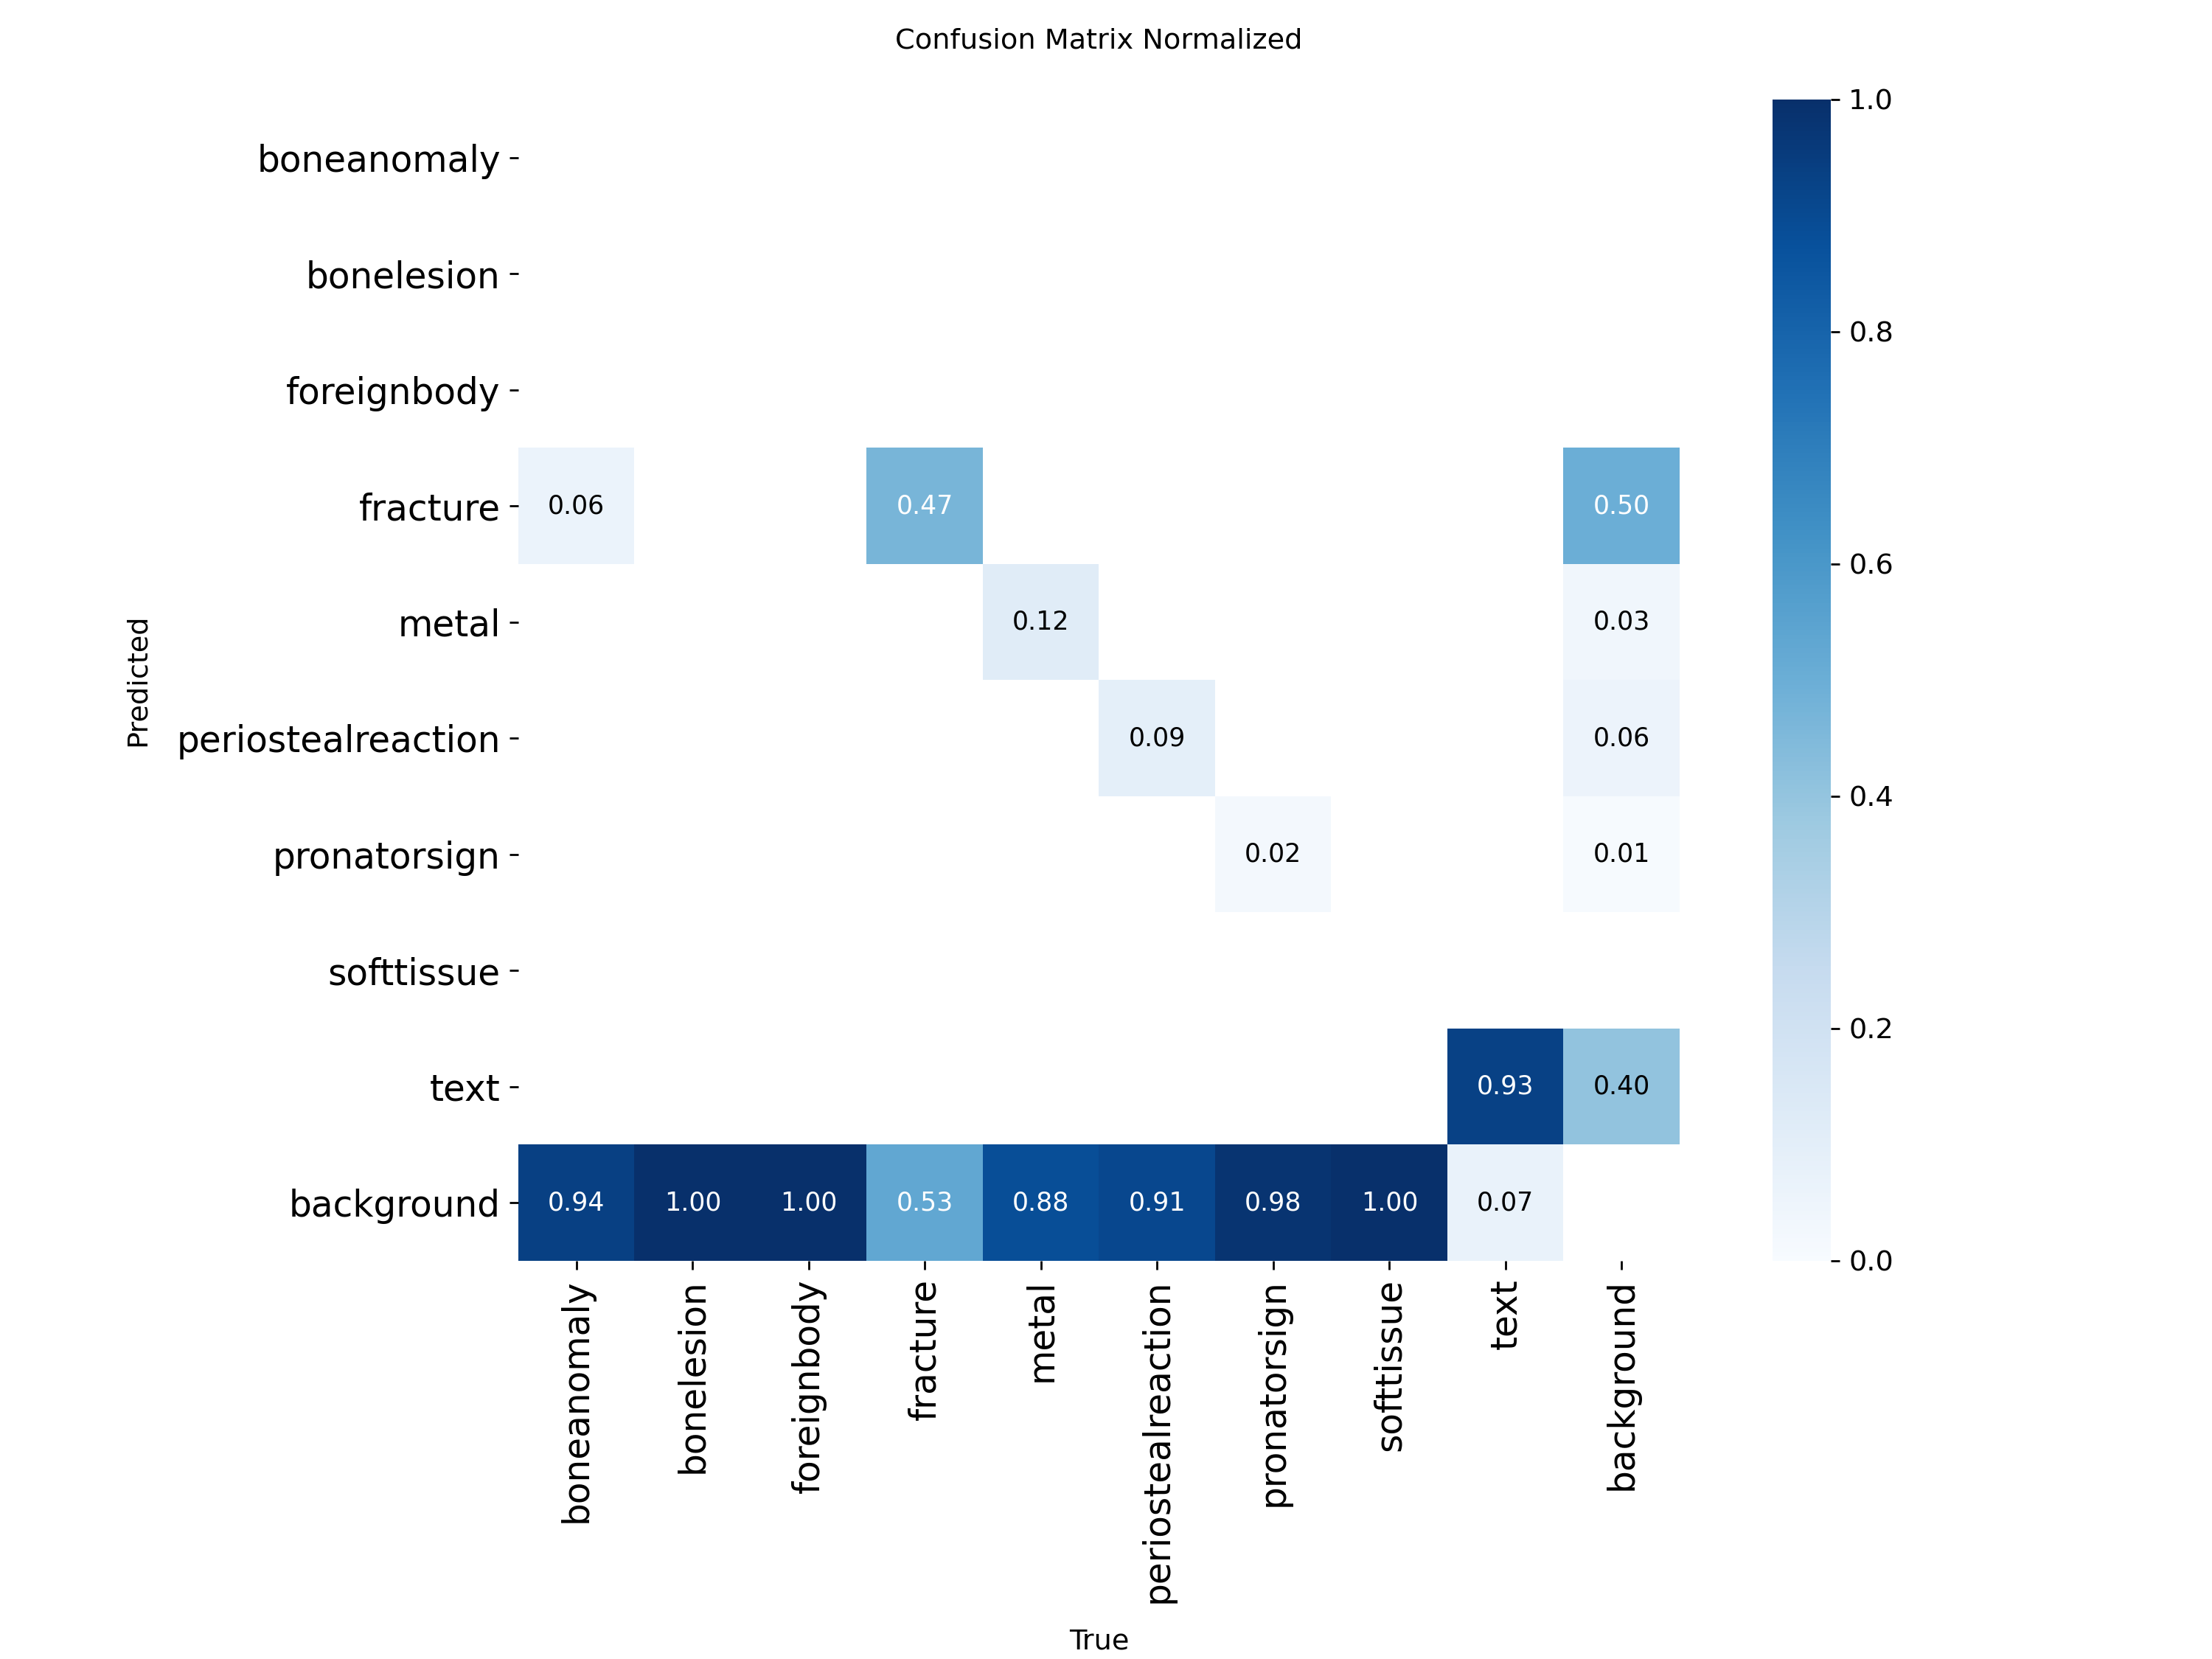 Confusion Matrix Normalized
boneanomaly
bonelesion
foreignbody
fracture 0.06 0.47 0.50
metal 0.12 0.03
periostealreaction 0.09 0.06
pronatorsign 0.02 0.01
softtissue
text 0.93 0.40
background 0.94 1.00 1.00 0.53 0.88 0.91 0.98 1.00 0.07
boneanomaly
bonelesion
foreignbody
fracture
metal
periostealreaction
pronatorsign
softtissue
text
background
Predicted
True
1.0
0.8
0.6
0.4
0.2
0.0